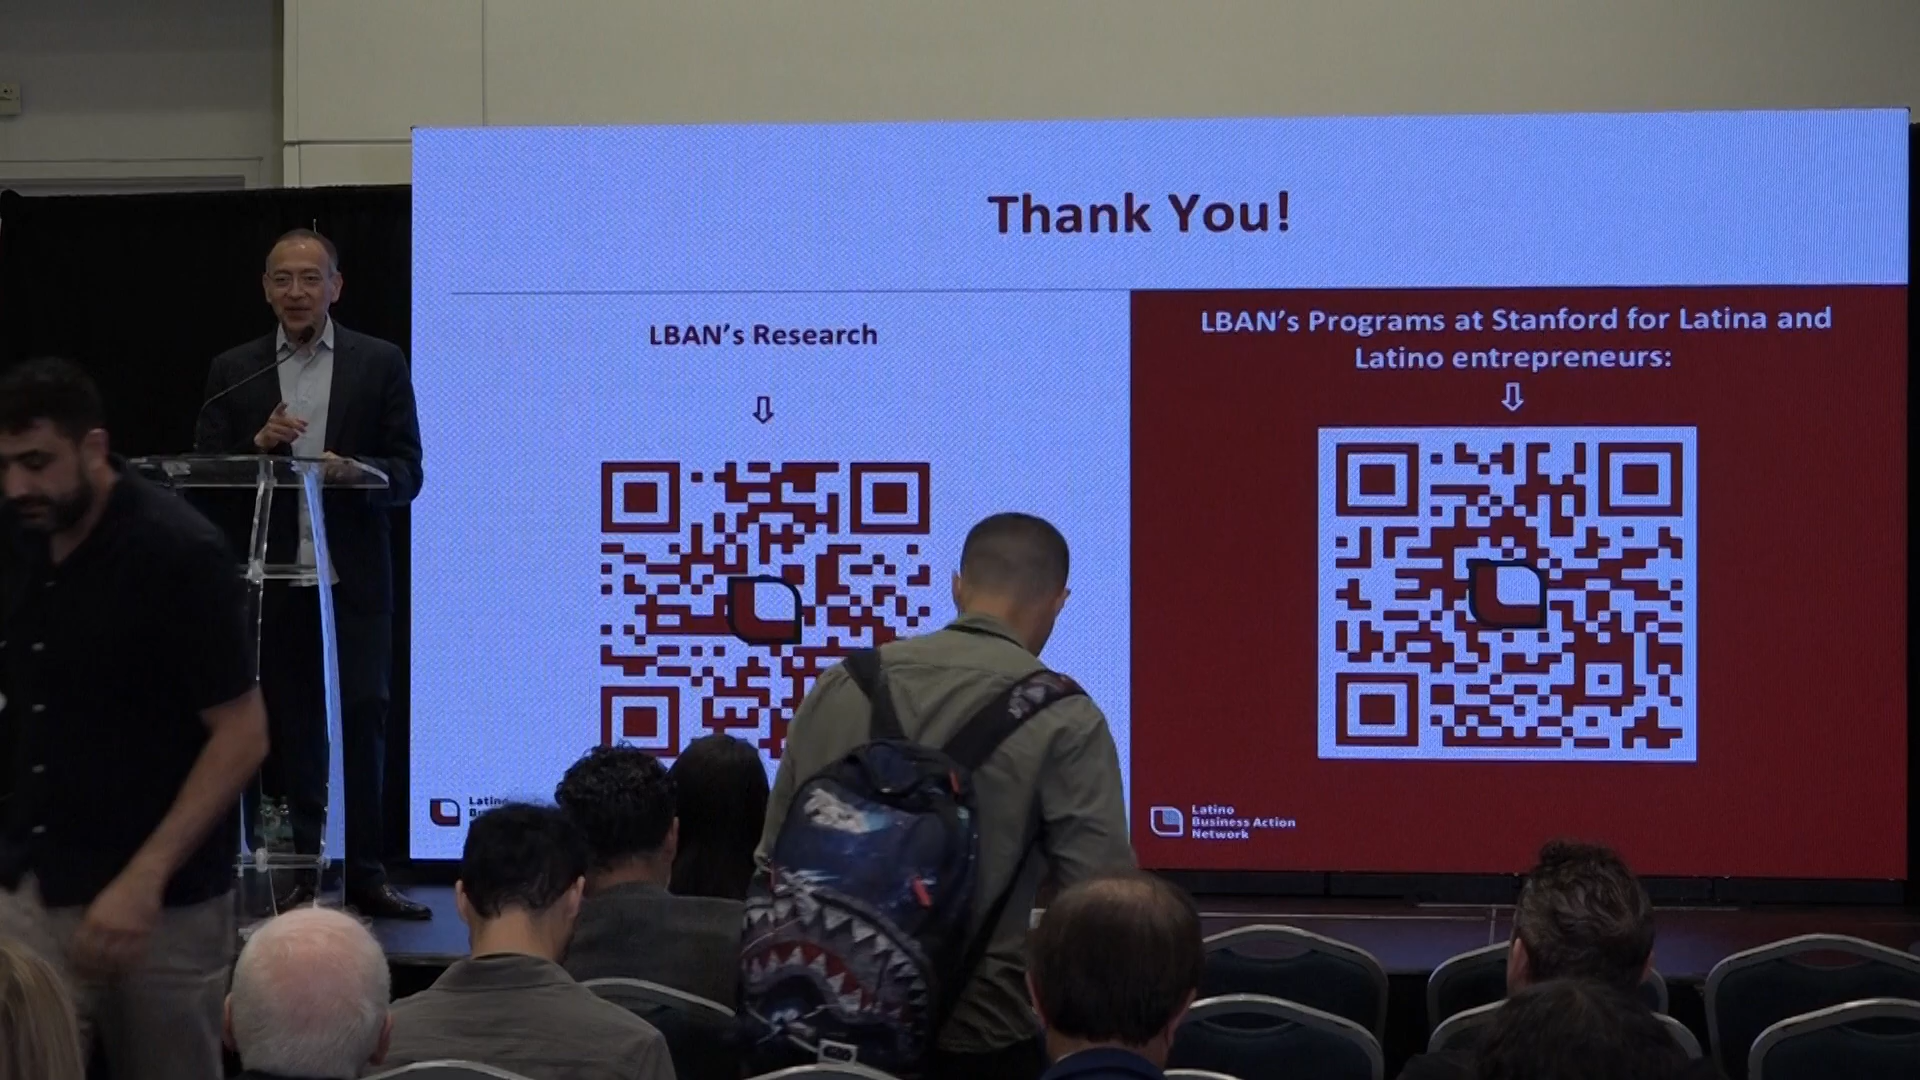 Thank You!
LBAN's Research
LBAN's Programs at Stanford for Latina and
Latino entrepreneurs:
Latino
Business Action
Network